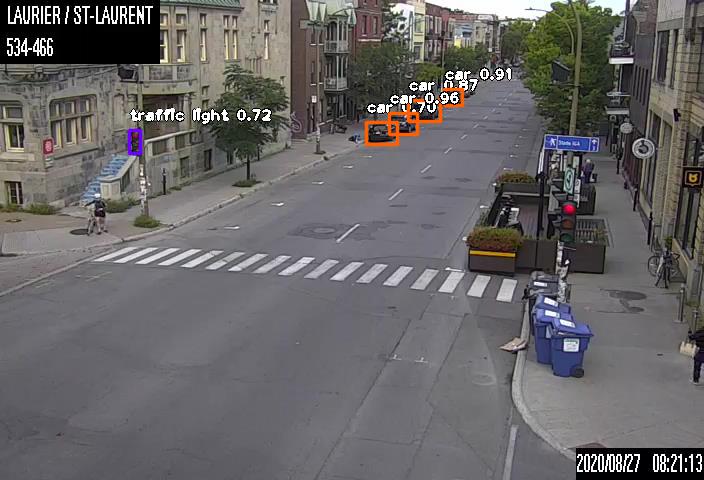 LAURIER / ST-LAURENT
534-466
car 0.91
car 0.87
car 0.96
car 0.70
traffic light 0.72
2020/08/27 08:21:13